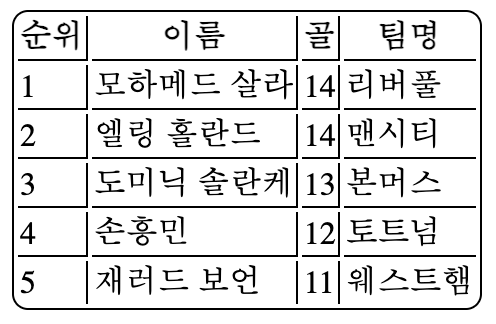 순위 이름 골 팀명
1 모하메드 살라 14 리버풀
2 엘링 홀란드 14 맨시티
3 도미닉 솔란케 13 본머스
4 손흥민 12 토트넘
5 재러드 보언 11 웨스트햄